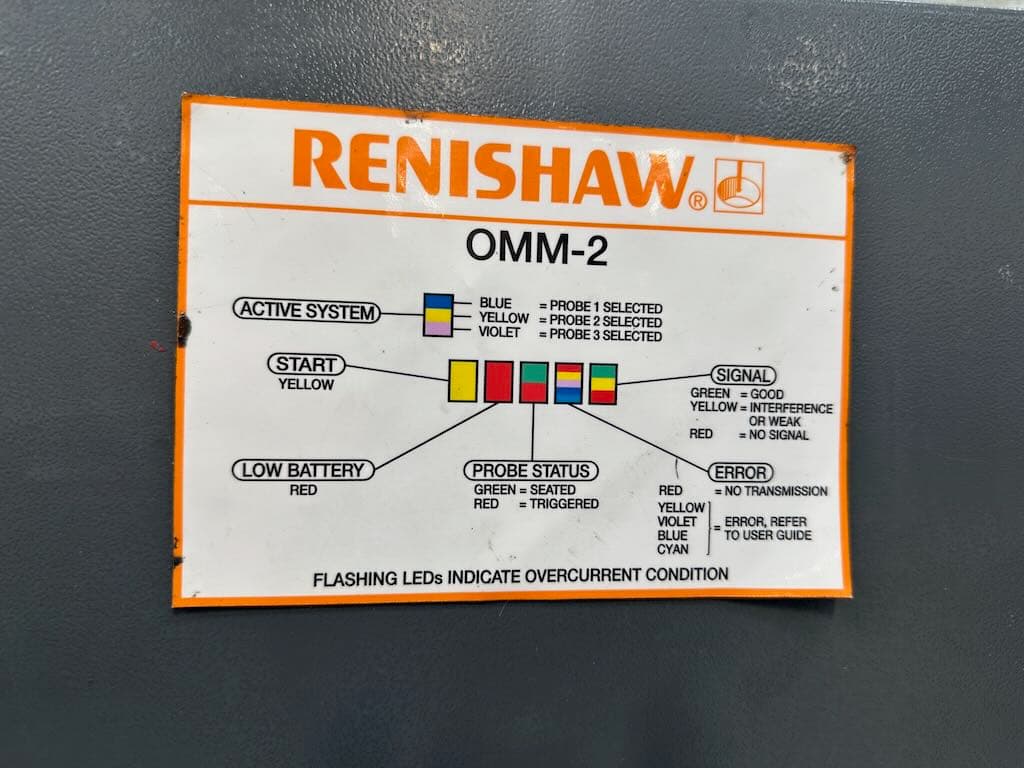 RENISHAW®
OMM-2
ACTIVE SYSTEM
BLUE = PROBE 1 SELECTED
YELLOW = PROBE 2 SELECTED
VIOLET = PROBE 3 SELECTED
START
YELLOW
SIGNAL
GREEN = GOOD
YELLOW = INTERFERENCE
OR WEAK
RED = NO SIGNAL
LOW BATTERY
RED
PROBE STATUS
GREEN = SEATED
RED = TRIGGERED
ERROR
RED = NO TRANSMISSION
YELLOW
VIOLET = ERROR, REFER
BLUE TO USER GUIDE
CYAN
FLASHING LEDs INDICATE OVERCURRENT CONDITION